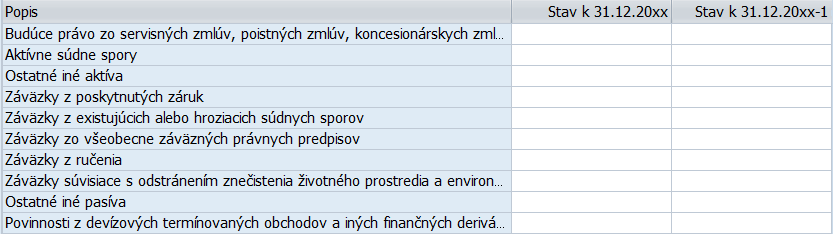 Popis Stav k 31.12.20xx Stav k 31.12.20xx-1
Budúce právo zo servisných zmlúv, poistných zmlúv, koncesionárskych zml...
Aktívne súdne spory
Ostatné iné aktíva
Záväzky z poskytnutých záruk
Záväzky z existujúcich alebo hroziacich súdnych sporov
Záväzky zo všeobecne záväzných právnych predpisov
Záväzky z ručenia
Záväzky súvisiace s odstránením znečistenia životného prostredia a environ...
Ostatné iné pasíva
Povinnosti z devízových termínovaných obchodov a iných finančných derivá...